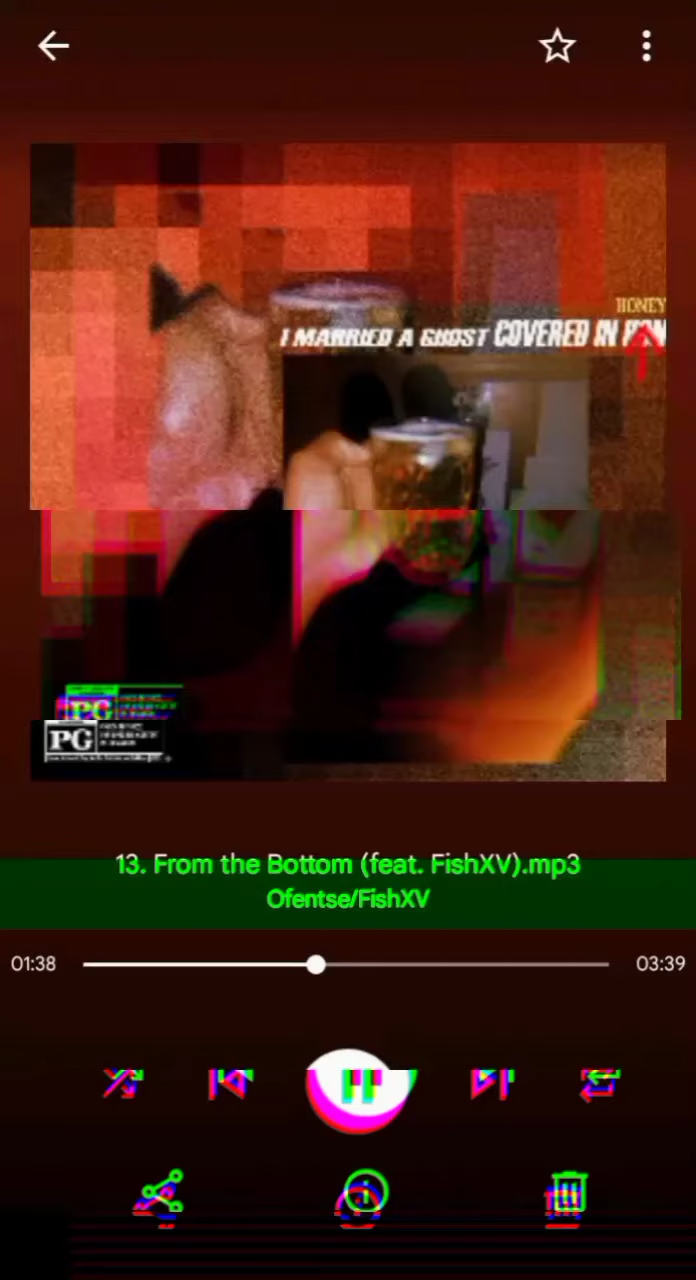 HONEY
I MARRIED A GHOST COVERED IN
PG
PG
13. From the Bottom (feat. FishXV).mp3
Ofentse/FishXV
01:38
03:39